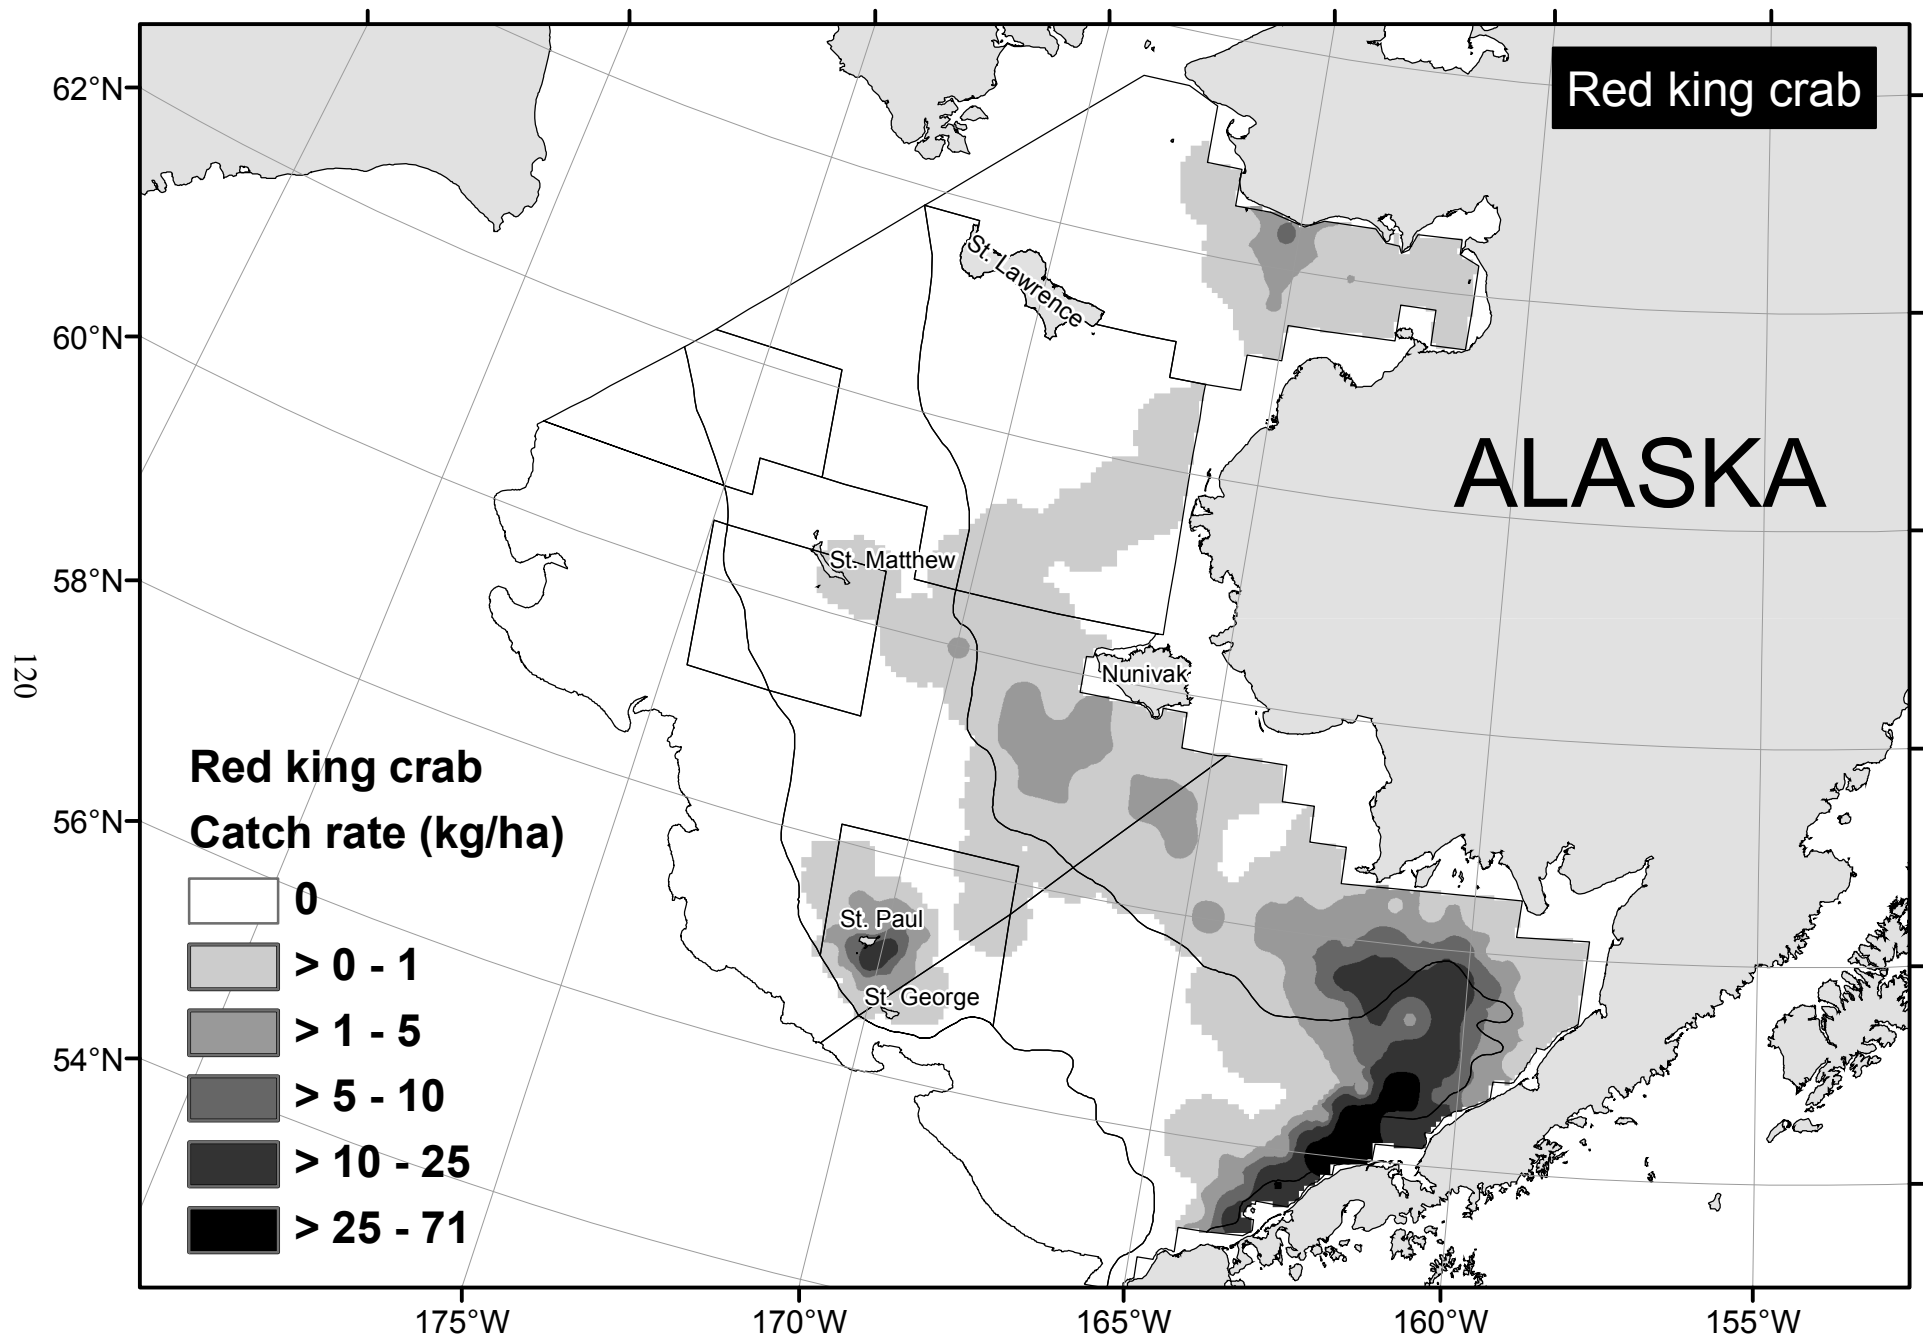 Red king crab
62°N
60°N
58°N
56°N
54°N
St. Lawrence
ALASKA
St. Matthew
Nunivak
120
St. Paul
St. George
Red king crab
Catch rate (kg/ha)
0
> 0 - 1
> 1 - 5
> 5 - 10
> 10 - 25
> 25 - 71
175°W
170°W
165°W
160°W
155°W